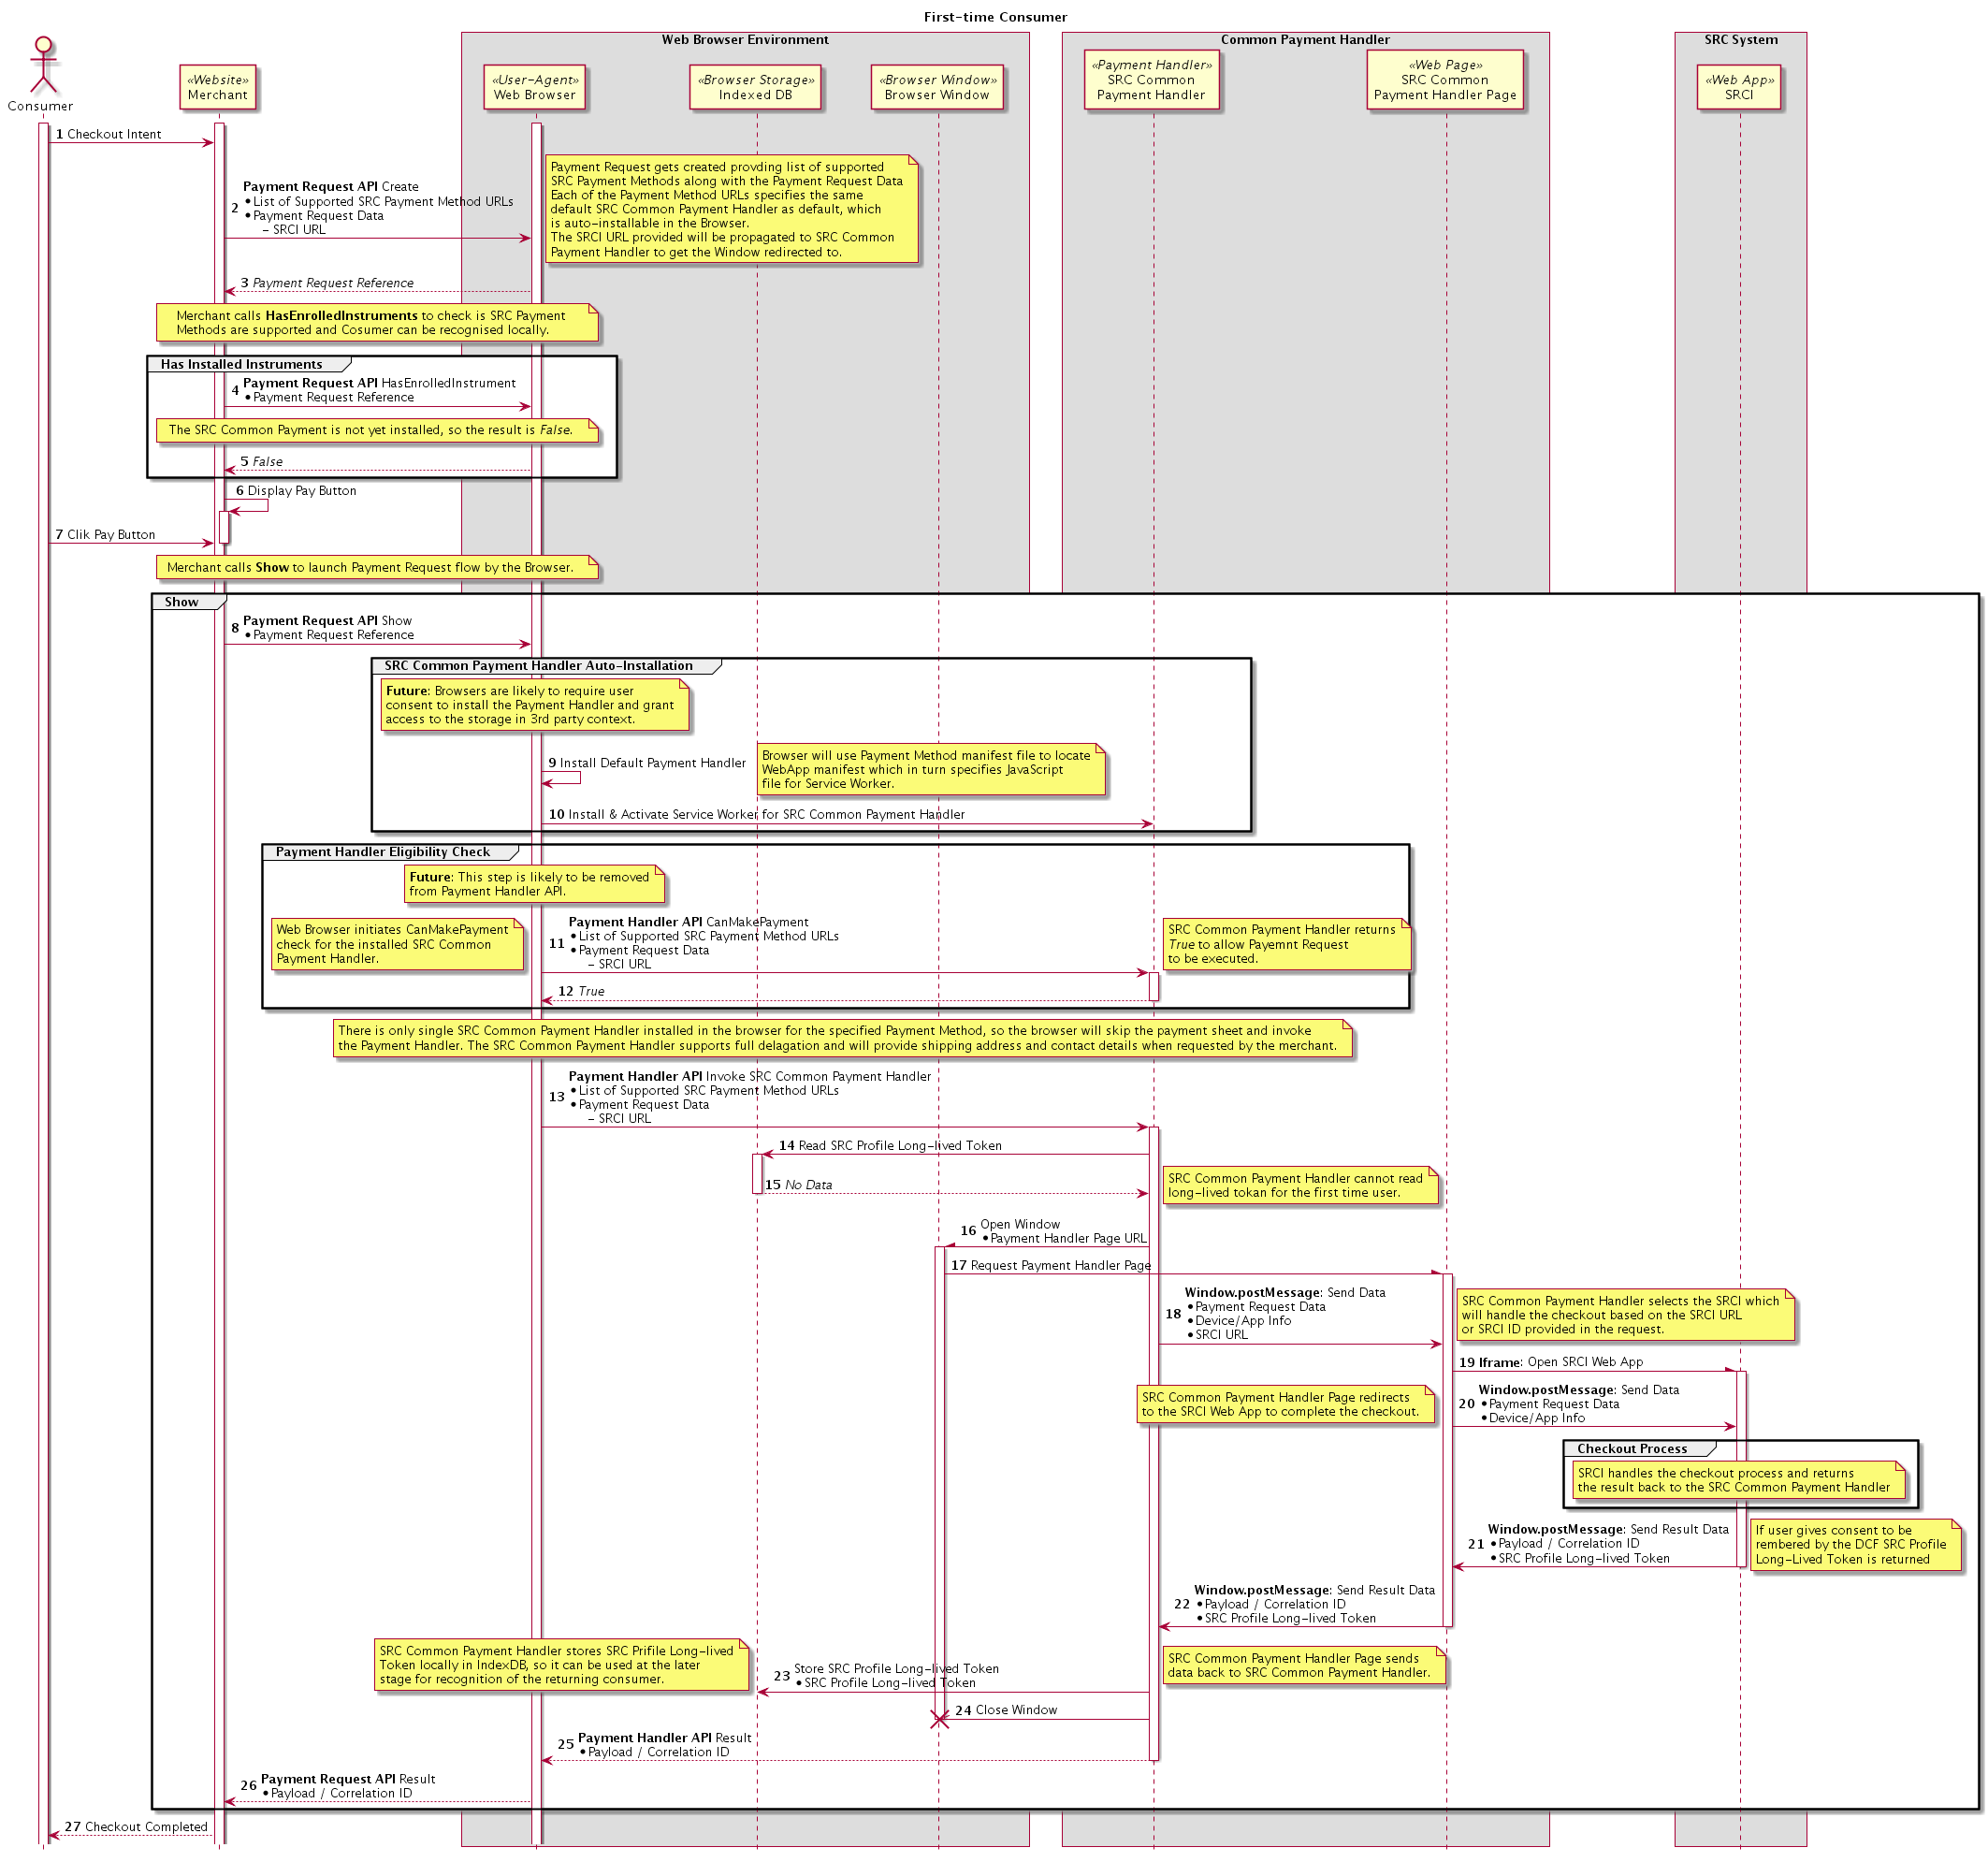 First-time Consumer
Web Browser Environment
Common Payment Handler
SRC System
Consumer
«Website»
Merchant
«User-Agent»
Web Browser
«Browser Storage»
Indexed DB
«Browser Window»
Browser Window
«Payment Handler»
SRC Common
Payment Handler
«Web Page»
SRC Common
Payment Handler Page
«Web App»
SRCI
1 Checkout Intent
Payment Request gets created provding list of supported
SRC Payment Methods along with the Payment Request Data
Each of the Payment Method URLs specifies the same
default SRC Common Payment Handler as default, which
is auto-installable in the Browser.
The SRCI URL provided will be propagated to SRC Common
Payment Handler to get the Window redirected to.
2 Payment Request API Create
•List of Supported SRC Payment Method URLs
•Payment Request Data
- SRCI URL
3 Payment Request Reference
Merchant calls HasEnrolledInstruments to check is SRC Payment
Methods are supported and Cosumer can be recognised locally.
Has Installed Instruments
4 Payment Request API HasEnrolledInstrument
•Payment Request Reference
The SRC Common Payment is not yet installed, so the result is False.
5 False
6 Display Pay Button
7 Clik Pay Button
Merchant calls Show to launch Payment Request flow by the Browser.
Show
8 Payment Request API Show
•Payment Request Reference
SRC Common Payment Handler Auto-Installation
Future: Browsers are likely to require user
consent to install the Payment Handler and grant
access to the storage in 3rd party context.
9 Install Default Payment Handler
Browser will use Payment Method manifest file to locate
WebApp manifest which in turn specifies JavaScript
file for Service Worker.
10 Install & Activate Service Worker for SRC Common Payment Handler
Payment Handler Eligibility Check
Future: This step is likely to be removed
from Payment Handler API.
Web Browser initiates CanMakePayment
check for the installed SRC Common
Payment Handler.
11 Payment Handler API CanMakePayment
•List of Supported SRC Payment Method URLs
•Payment Request Data
- SRCI URL
SRC Common Payment Handler returns
True to allow Payemnt Request
to be executed.
12 True
There is only single SRC Common Payment Handler installed in the browser for the specified Payment Method, so the browser will skip the payment sheet and invoke
the Payment Handler. The SRC Common Payment Handler supports full delagation and will provide shipping address and contact details when requested by the merchant.
13 Payment Handler API Invoke SRC Common Payment Handler
•List of Supported SRC Payment Method URLs
•Payment Request Data
- SRCI URL
14 Read SRC Profile Long-lived Token
15 No Data
SRC Common Payment Handler cannot read
long-lived tokan for the first time user.
16 Open Window
•Payment Handler Page URL
17 Request Payment Handler Page
18 Window.postMessage: Send Data
•Payment Request Data
•Device/App Info
•SRCI URL
SRC Common Payment Handler selects the SRCI which
will handle the checkout based on the SRCI URL
or SRCI ID provided in the request.
19 Iframe: Open SRCI Web App
SRC Common Payment Handler Page redirects
to the SRCI Web App to complete the checkout.
20 Window.postMessage: Send Data
•Payment Request Data
•Device/App Info
Checkout Process
SRCI handles the checkout process and returns
the result back to the SRC Common Payment Handler
21 Window.postMessage: Send Result Data
•Payload / Correlation ID
•SRC Profile Long-lived Token
If user gives consent to be
rembered by the DCF SRC Profile
Long-Lived Token is returned
22 Window.postMessage: Send Result Data
•Payload / Correlation ID
•SRC Profile Long-lived Token
SRC Common Payment Handler stores SRC Prifile Long-lived
Token locally in IndexDB, so it can be used at the later
stage for recognition of the returning consumer.
23 Store SRC Profile Long-lived Token
•SRC Profile Long-lived Token
SRC Common Payment Handler Page sends
data back to SRC Common Payment Handler.
24 Close Window
25 Payment Handler API Result
•Payload / Correlation ID
26 Payment Request API Result
•Payload / Correlation ID
27 Checkout Completed